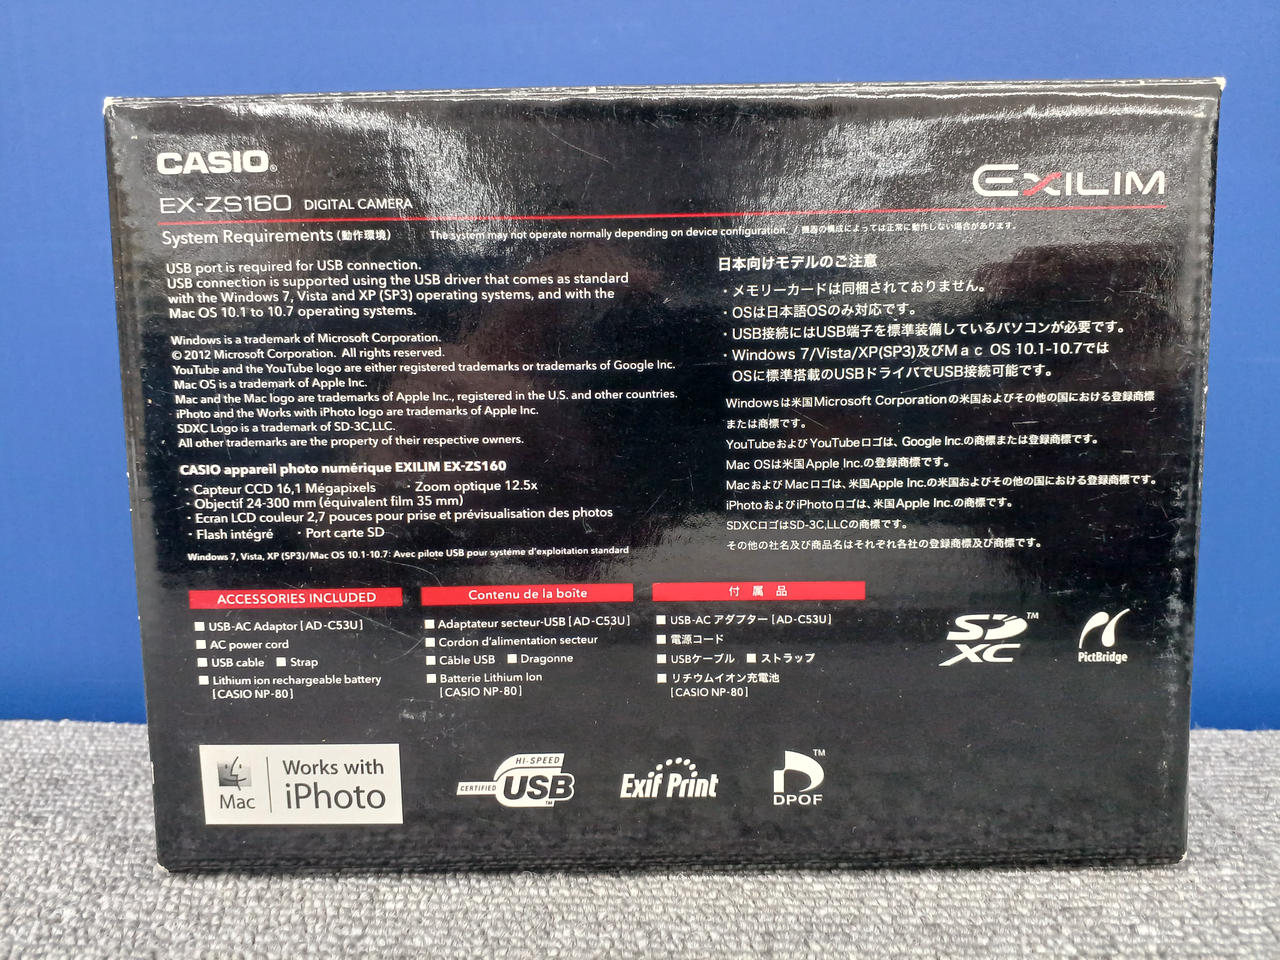 CASIO®
EXILIM
EX-ZS160 DIGITAL CAMERA
System Requirements (動作環境)
The system may not operate normally depending on device configuration. / 機器の構成によっては正常に動作しない場合があります。
USB port is required for USB connection.
USB connection is supported using the USB driver that comes as standard
with the Windows 7, Vista and XP (SP3) operating systems, and with the
Mac OS 10.1 to 10.7 operating systems.
Windows is a trademark of Microsoft Corporation.
© 2012 Microsoft Corporation. All rights reserved.
YouTube and the YouTube logo are either registered trademarks or trademarks of Google Inc.
Mac OS is a trademark of Apple Inc.
Mac and the Mac logo are trademarks of Apple Inc., registered in the U.S. and other countries.
iPhoto and the Works with iPhoto logo are trademarks of Apple Inc.
SDXC Logo is a trademark of SD-3C,LLC.
All other trademarks are the property of their respective owners.
CASIO appareil photo numérique EXILIM EX-ZS160
・Capteur CCD 16,1 Mégapixels ・Zoom optique 12.5x
・Objectif 24-300 mm (équivalent film 35 mm)
・Ecran LCD couleur 2,7 pouces pour prise et prévisualisation des photos
・Flash intégré ・Port carte SD
Windows 7, Vista, XP (SP3)/Mac OS 10.1-10.7: Avec pilote USB pour systéme d'exploitation standard
日本向けモデルのご注意
・メモリーカードは同梱されておりません。
・OSは日本語OSのみ対応です。
・USB接続にはUSB端子を標準装備しているパソコンが必要です。
・Windows 7/Vista/XP(SP3)及びMac OS 10.1-10.7では
OSに標準搭載のUSBドライバでUSB接続可能です。
Windowsは米国Microsoft Corporationの米国およびその他の国における登録商標
または商標です。
YouTubeおよびYouTubeロゴは、Google Inc.の商標または登録商標です。
Mac OSは米国Apple Inc.の登録商標です。
MacおよびMacロゴは、米国Apple Inc.の米国およびその他の国における登録商標です。
iPhotoおよびiPhotoロゴは、米国Apple Inc.の商標です。
SDXCロゴはSD-3C,LLCの商標です。
その他の社名及び商品名はそれぞれ各社の登録商標及び商標です。
ACCESSORIES INCLUDED
■ USB-AC Adaptor [AD-C53U]
■ AC power cord
■ USB cable ■ Strap
■ Lithium ion rechargeable battery
[CASIO NP-80]
Contenu de la boîte
■ Adaptateur secteur-USB [AD-C53U]
■ Cordon d'alimentation secteur
■ Câble USB ■ Dragonne
■ Batterie Lithium Ion
[CASIO NP-80]
付属品
■ USB-AC アダプター [AD-C53U]
■ 電源コード
■ USBケーブル ■ ストラップ
■ リチウムイオン充電池
[CASIO NP-80]
SD XC™
PictBridge
Mac
Works with
iPhoto
HI-SPEED
CERTIFIED USB™
Exif Print
DPOF™